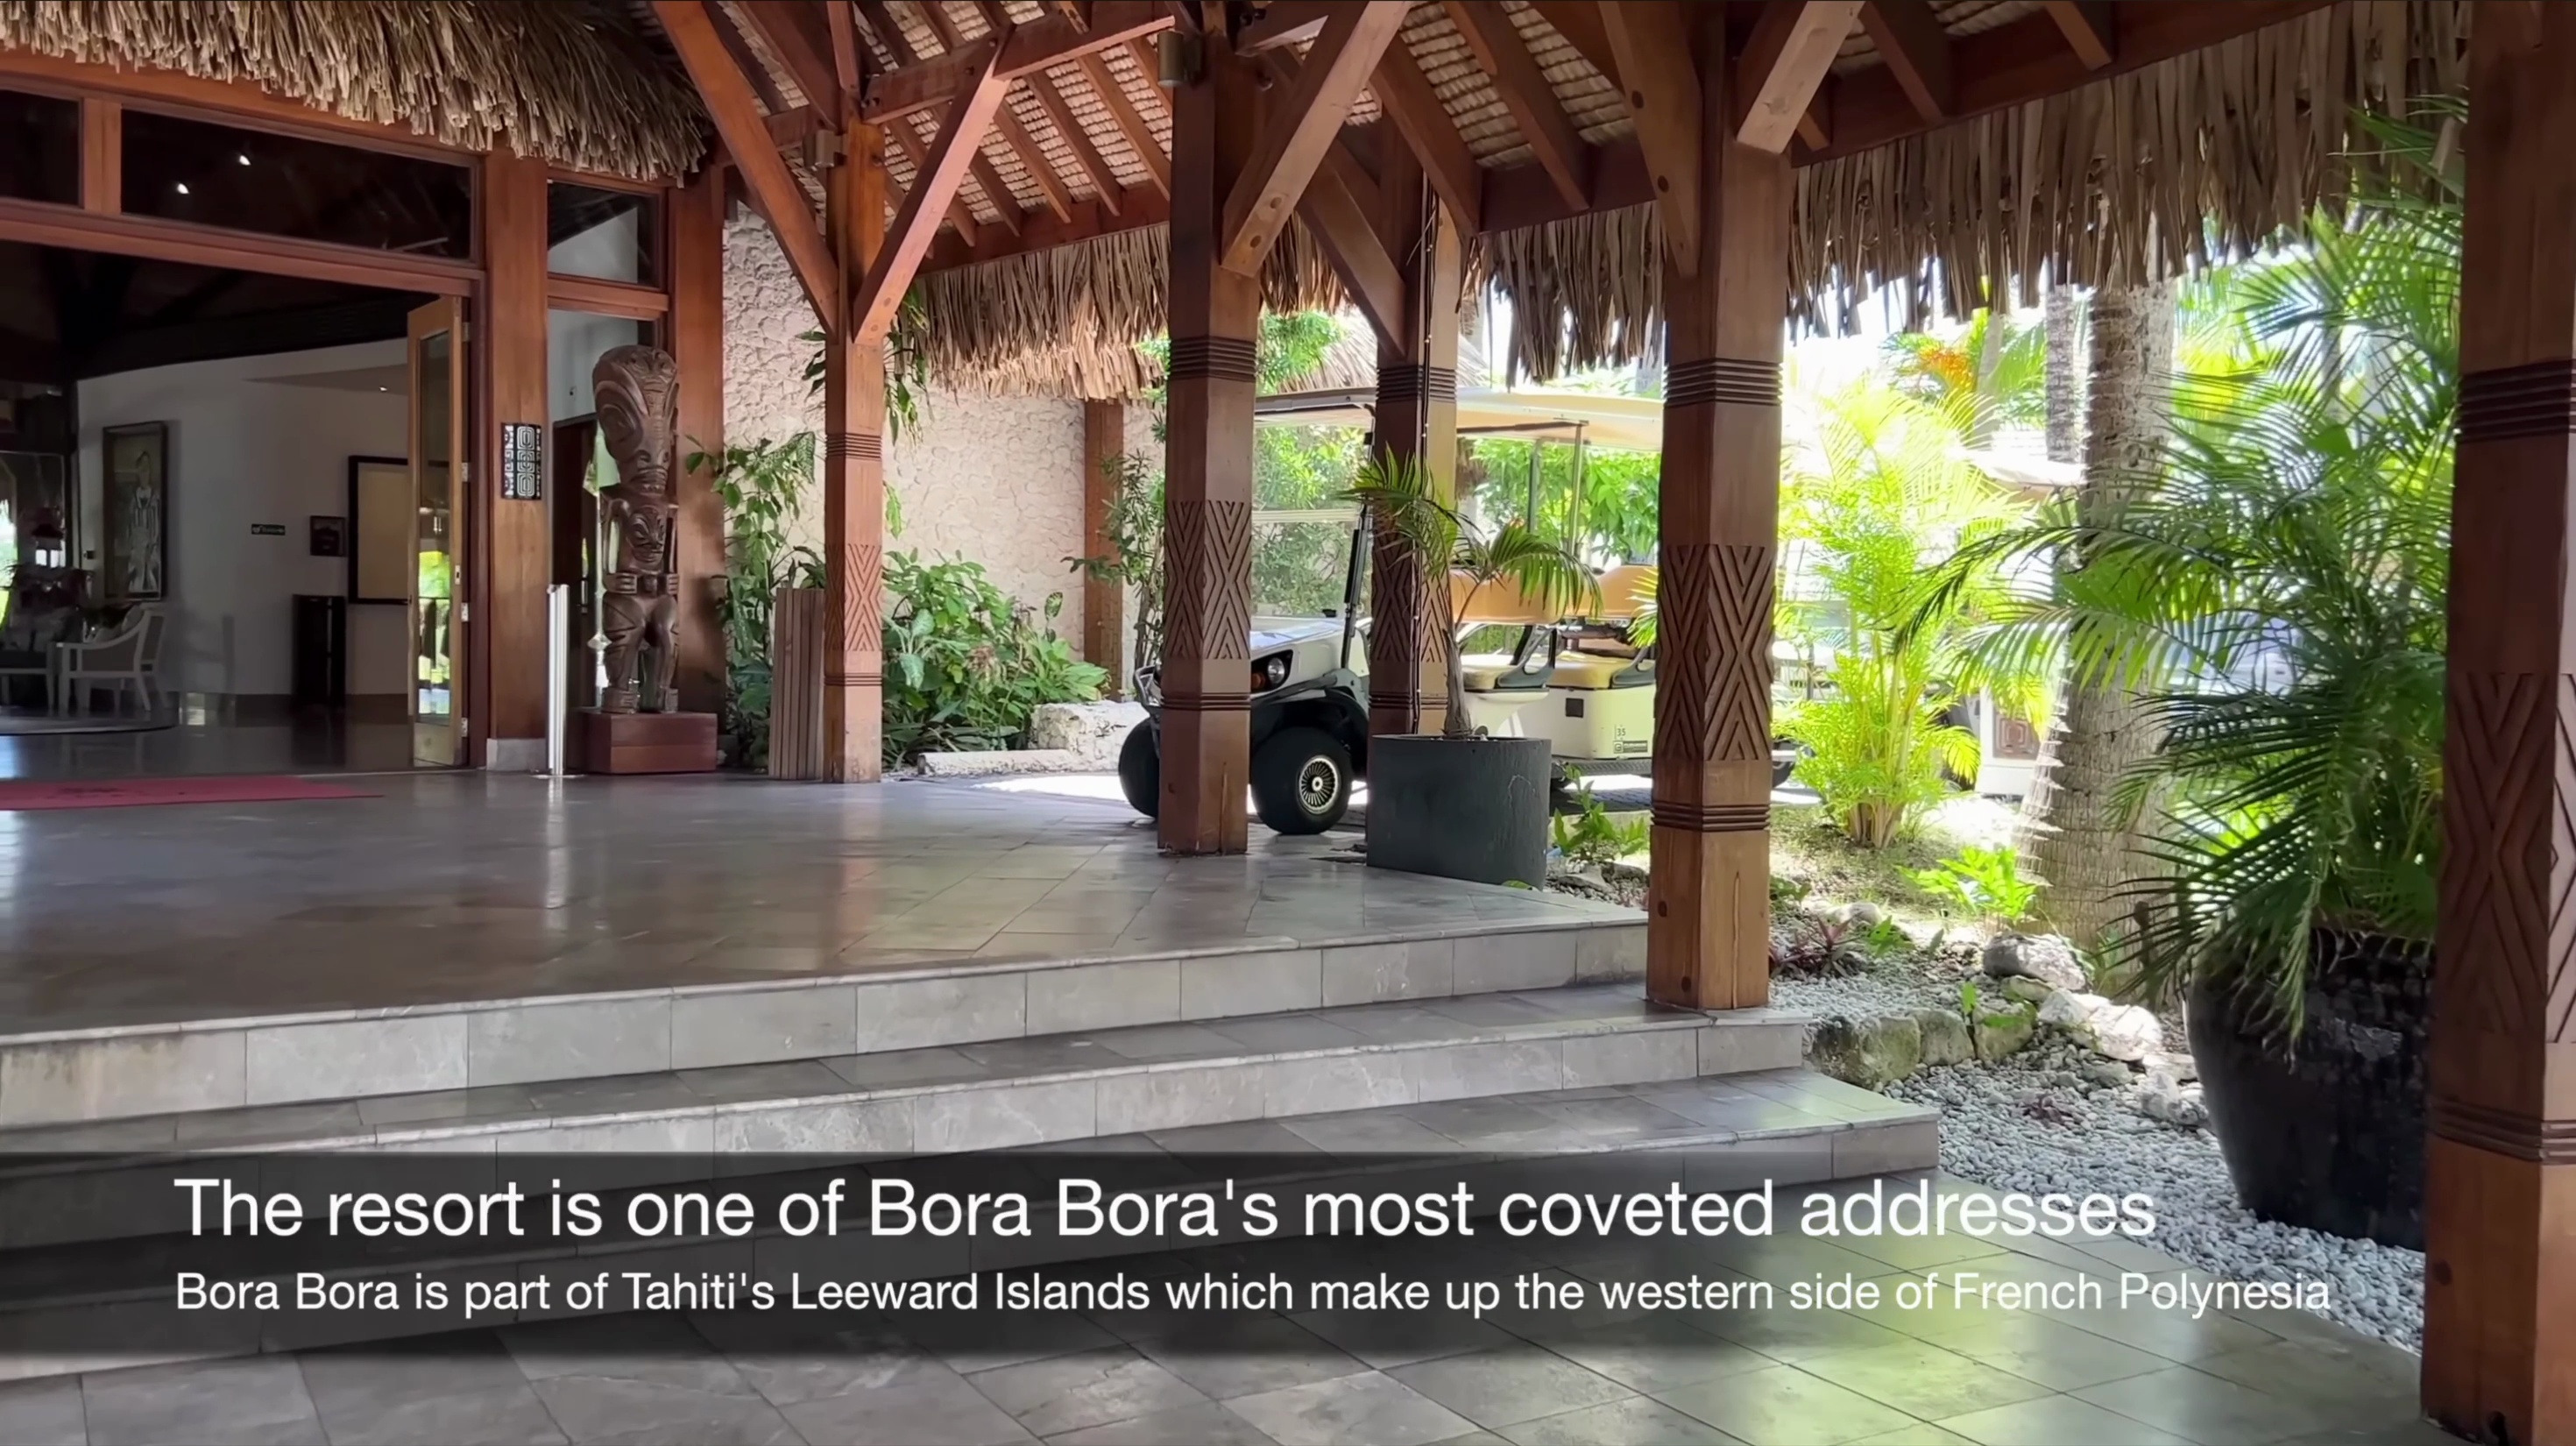 35
The resort is one of Bora Bora's most coveted addresses
Bora Bora is part of Tahiti's Leeward Islands which make up the western side of French Polynesia